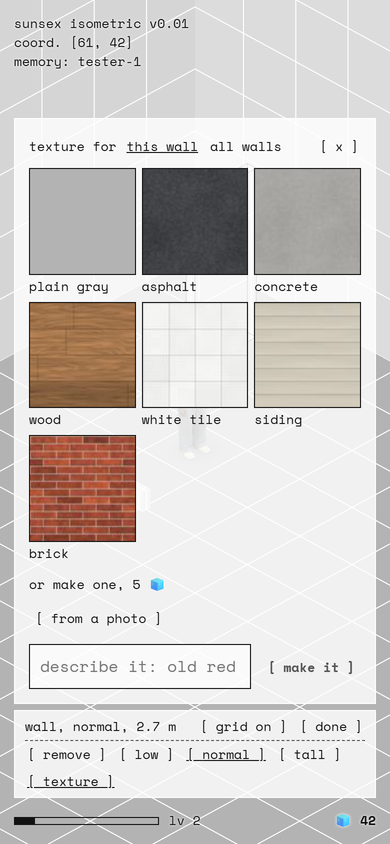 sunsex isometric v0.01
coord. [61, 42]
memory: tester-1
texture for this wall all walls [ x ]
plain gray asphalt concrete
wood white tile siding
brick
or make one, 5
[ from a photo ]
describe it: old red [ make it ]
wall, normal, 2.7 m [ grid on ] [ done ]
[ remove ] [ low ] [ normal ] [ tall ]
[ texture ]
lv 2 42